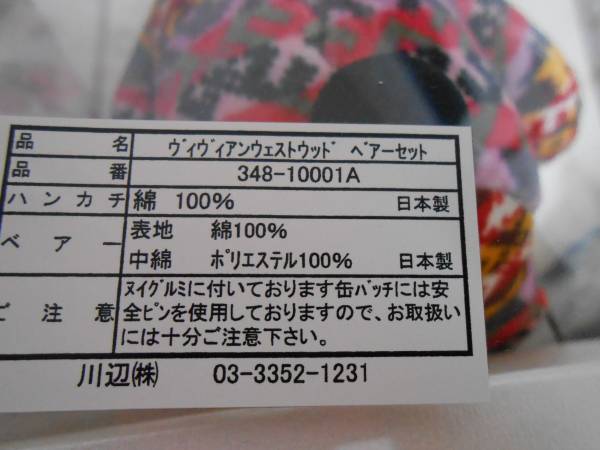 品名 ヴィヴィアンウェストウッド ベアーセット
品番 348-10001A
ハンカチ 綿 100% 日本製
ベアー 表地 綿100%
中綿 ポリエステル100% 日本製
ご注意 ヌイグルミに付いております缶バッチには安
全ピンを使用しておりますので、お取扱い
には十分ご注意下さい。
川辺㈱ 03-3352-1231